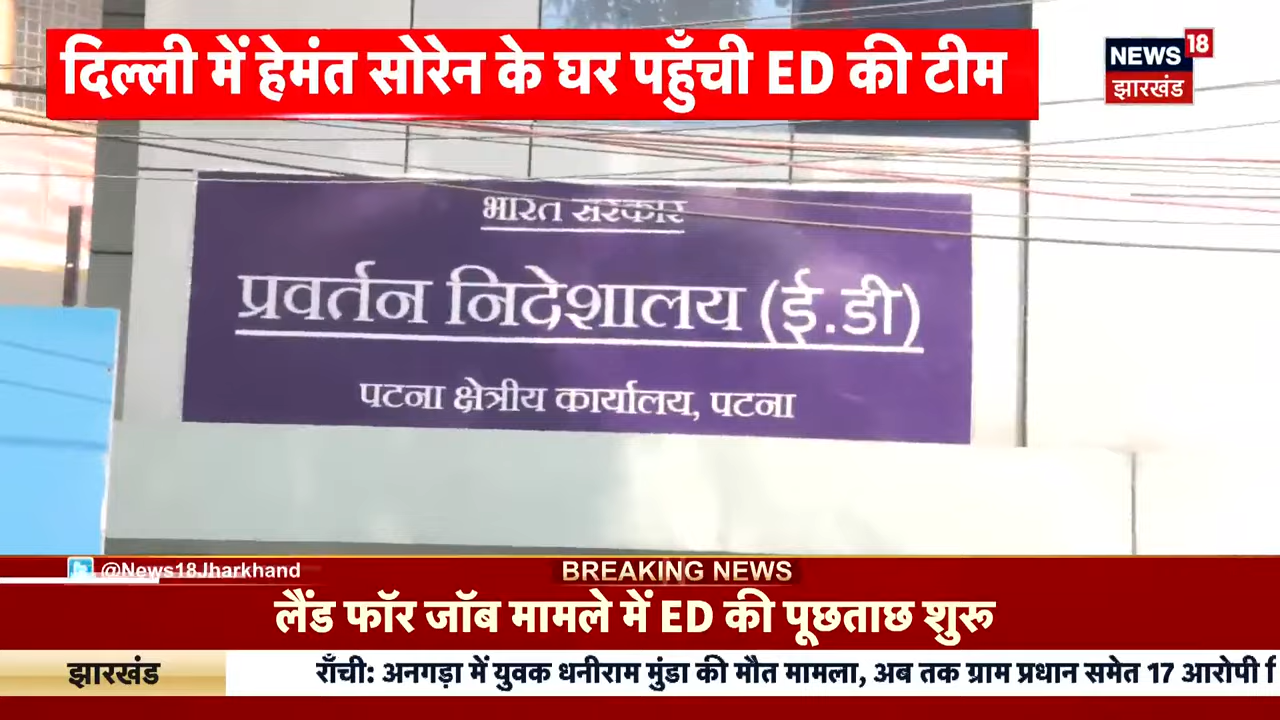 दिल्ली में हेमंत सोरेन के घर पहुँची ED की टीम
NEWS 18
झारखंड
भारत सरकार
प्रवर्तन निदेशालय (ई.डी)
पटना क्षेत्रीय कार्यालय, पटना
@News18Jharkhand
BREAKING NEWS
लैंड फॉर जॉब मामले में ED की पूछताछ शुरू
झारखंड
राँची: अनगड़ा में युवक धनीराम मुंडा की मौत मामला, अब तक ग्राम प्रधान समेत 17 आरोपी